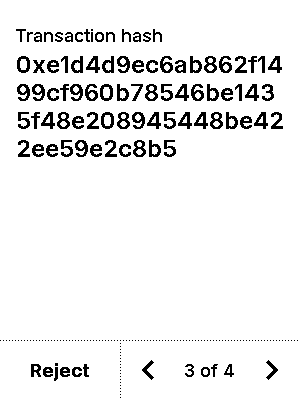 Transaction hash
0xe1d4d9ec6ab862f14
99cf960b78546be143
5f48e208945448be42
2ee59e2c8b5
Reject
3 of 4